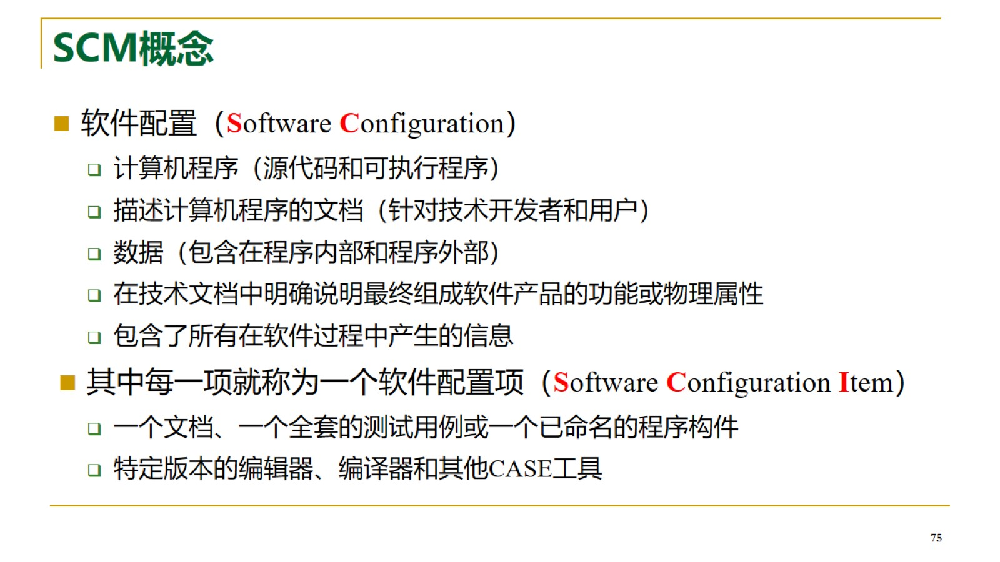 SCM概念
软件配置（Software Configuration）
计算机程序（源代码和可执行程序）
描述计算机程序的文档（针对技术开发者和用户）
数据（包含在程序内部和程序外部）
在技术文档中明确说明最终组成软件产品的功能或物理属性
包含了所有在软件过程中产生的信息
其中每一项就称为一个软件配置项（Software Configuration Item）
一个文档、一个全套的测试用例或一个已命名的程序构件
特定版本的编辑器、编译器和其他CASE工具
75